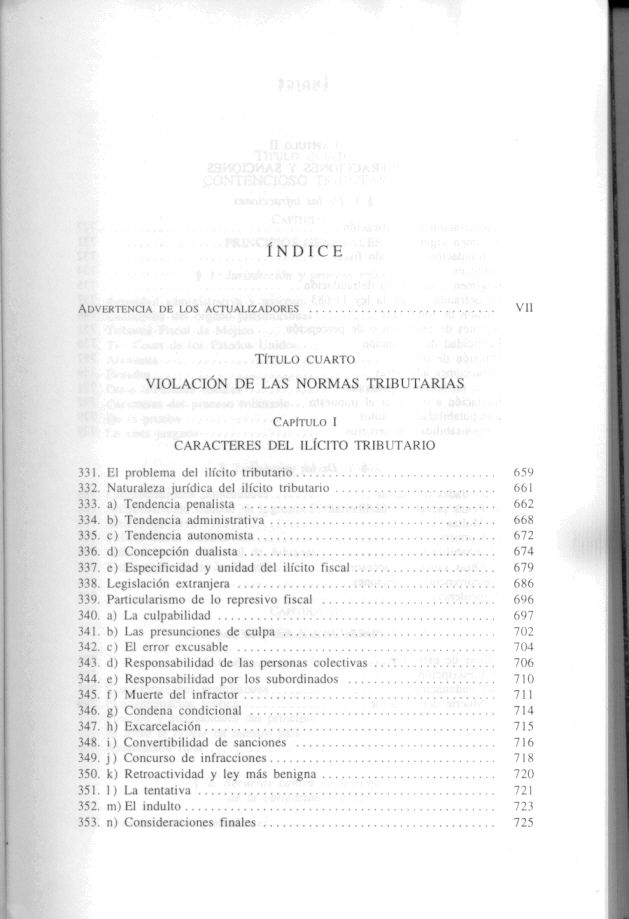 ÍNDICE
ADVERTENCIA DE LOS ACTUALIZADORES ............................ VII
TÍTULO CUARTO
VIOLACIÓN DE LAS NORMAS TRIBUTARIAS
CAPÍTULO I
CARACTERES DEL ILÍCITO TRIBUTARIO
331. El problema del ilícito tributario ............................ 659
332. Naturaleza jurídica del ilícito tributario ........................ 661
333. a) Tendencia penalista .................................... 662
334. b) Tendencia administrativa ................................ 668
335. c) Tendencia autonomista .................................. 672
336. d) Concepción dualista .................................... 674
337. e) Especificidad y unidad del ilícito fiscal .................... 679
338. Legislación extranjera ...................................... 686
339. Particularismo de lo represivo fiscal .......................... 696
340. a) La culpabilidad ........................................ 697
341. b) Las presunciones de culpa ................................ 702
342. c) El error excusable ...................................... 704
343. d) Responsabilidad de las personas colectivas .................. 706
344. e) Responsabilidad por los subordinados ...................... 710
345. f) Muerte del infractor .................................... 711
346. g) Condena condicional .................................... 714
347. h) Excarcelación .......................................... 715
348. i) Convertibilidad de sanciones .............................. 716
349. j) Concurso de infracciones ................................ 718
350. k) Retroactividad y ley más benigna .......................... 720
351. l) La tentativa ............................................ 721
352. m) El indulto .............................................. 723
353. n) Consideraciones finales .................................. 725